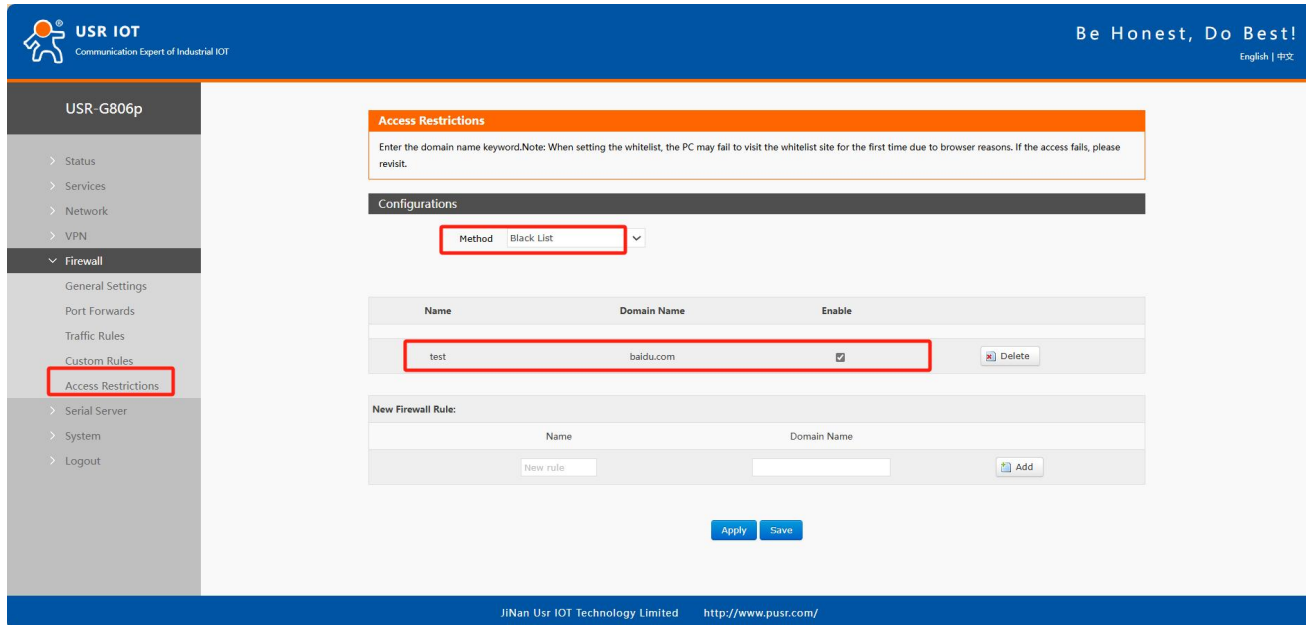 USR IOT
Communication Expert of Industrial IOT
Be Honest, Do Best!
English | 中文
USR-G806p
Status
Services
Network
VPN
Firewall
General Settings
Port Forwards
Traffic Rules
Custom Rules
Access Restrictions
Serial Server
System
Logout
Access Restrictions
Enter the domain name keyword.Note: When setting the whitelist, the PC may fail to visit the whitelist site for the first time due to browser reasons. If the access fails, please
revisit.
Configurations
Method Black List
Name Domain Name Enable
test baidu.com Delete
New Firewall Rule:
Name Domain Name
New rule Add
Apply Save
JiNan Usr IOT Technology Limited http://www.pusr.com/